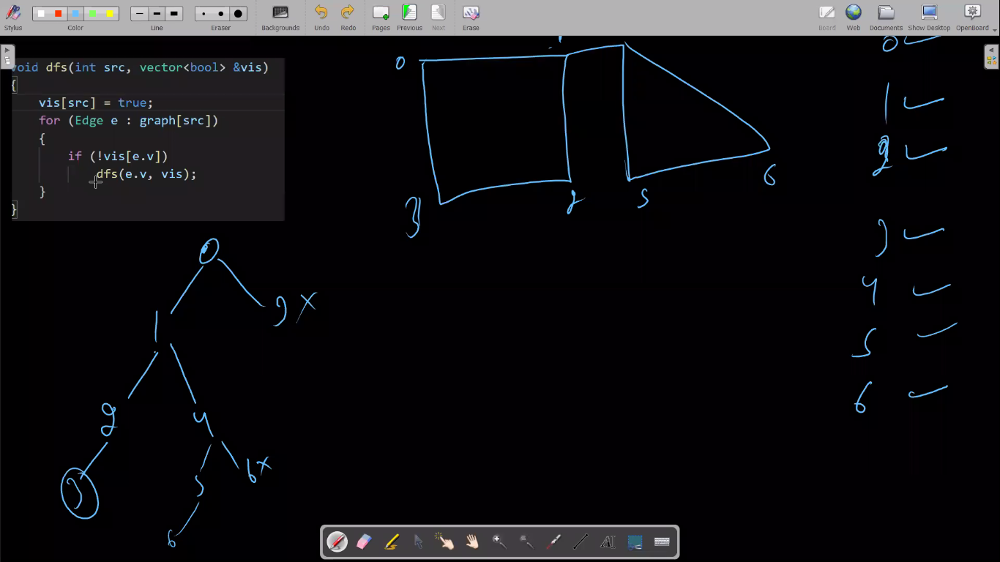 Stylus
Color
Line
Eraser
Backgrounds
Undo
Redo
Pages
Previous
Next
Erase
Board
Web
Documents
Show Desktop
OpenBoard
void dfs(int src, vector<bool> &vis)
{
vis[src] = true;
for (Edge e : graph[src])
{
if (!vis[e.v])
dfs(e.v, vis);
}
}
0
3
2
5
6
0
1
2
3
4
5
6
0
1
3 X
2
4
3
5
6 X
6
AI